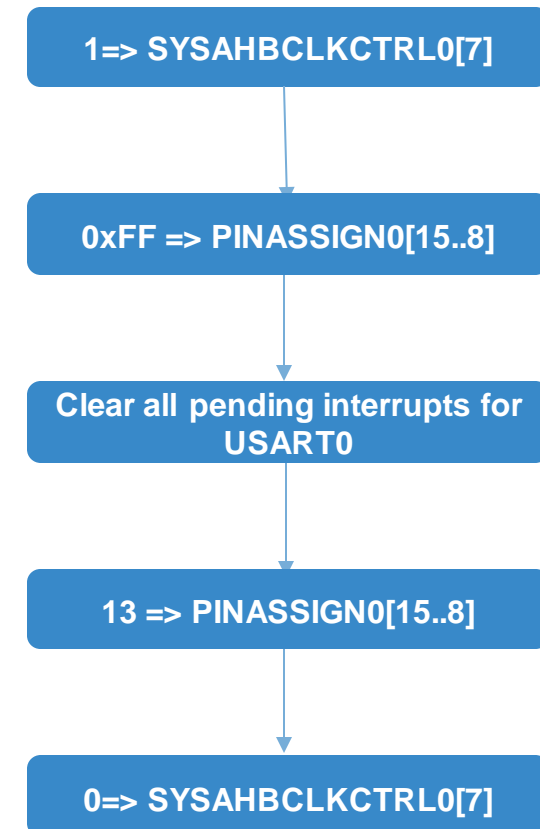 1=> SYSAHBCLKCTRL0[7]
0xFF => PINASSIGN0[15..8]
Clear all pending interrupts for
USART0
13 => PINASSIGN0[15..8]
0=> SYSAHBCLKCTRL0[7]